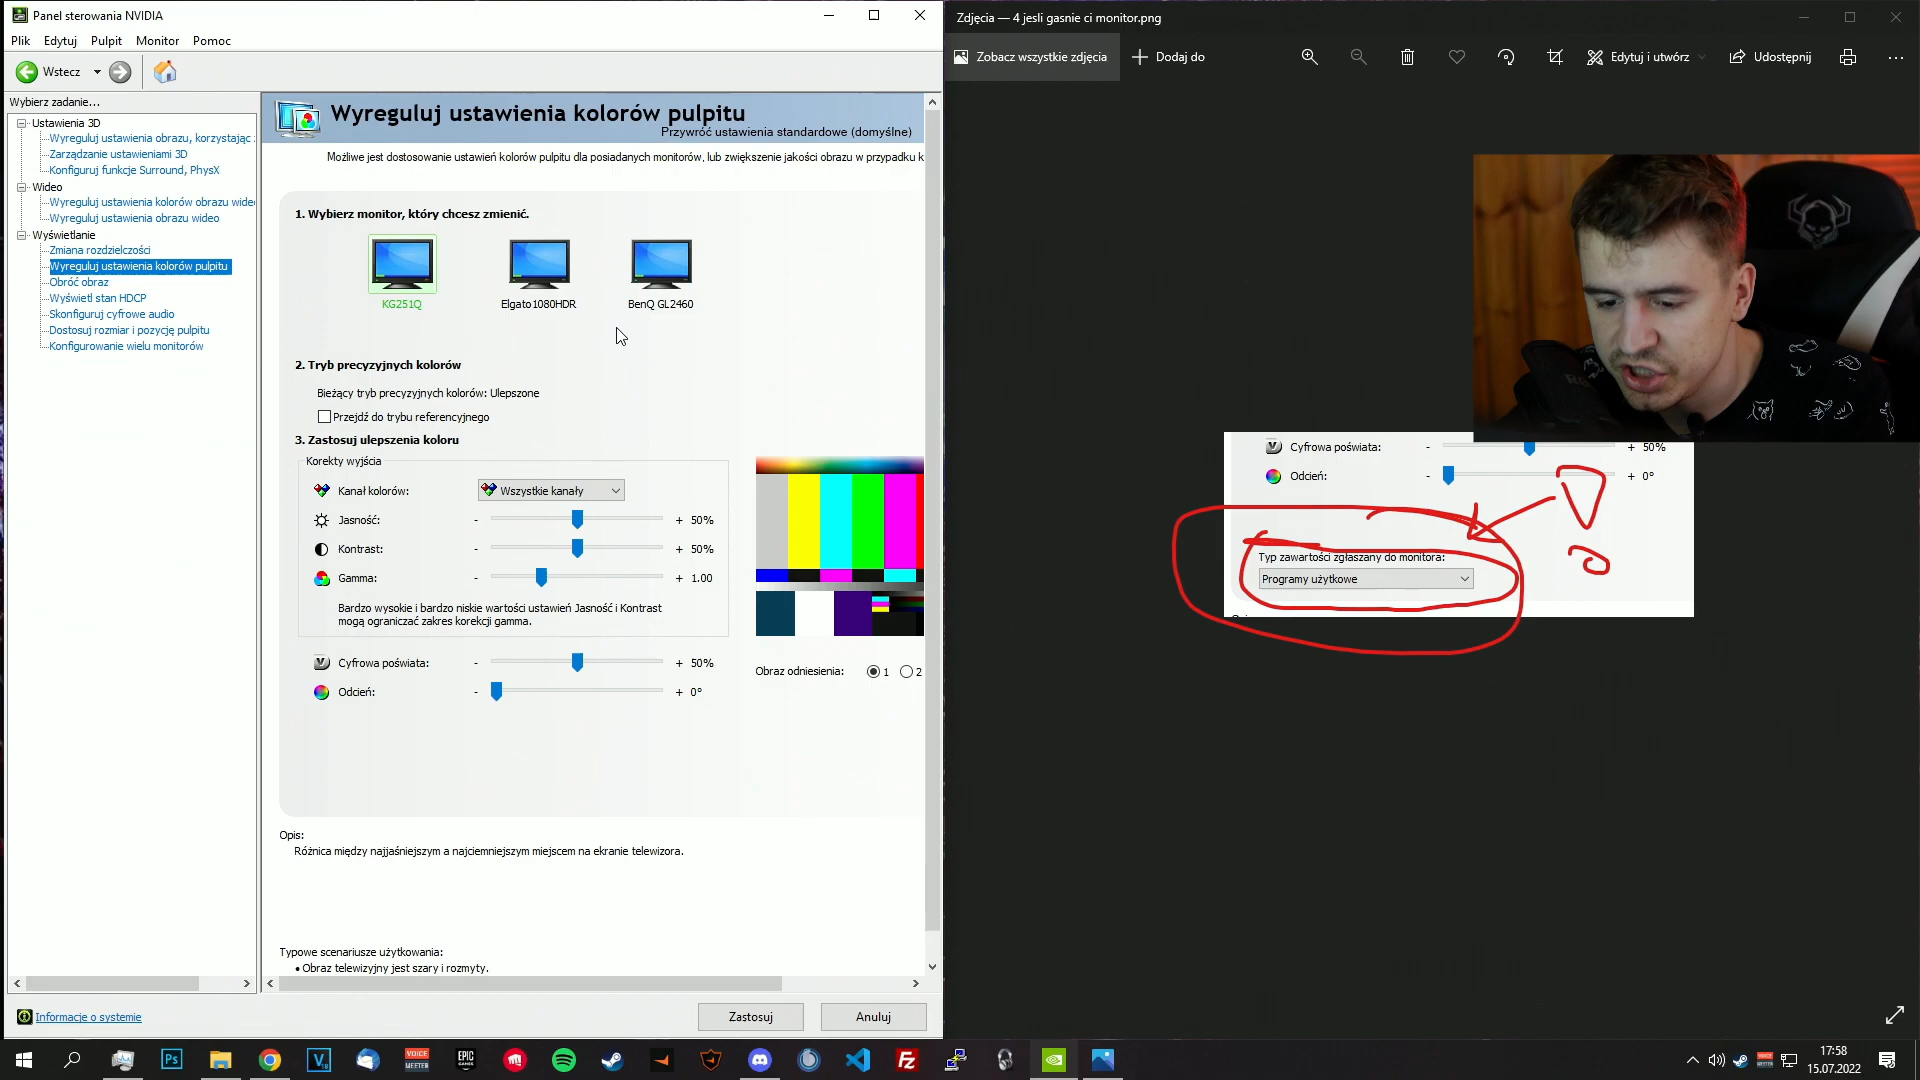 Panel sterowania NVIDIA
Plik Edytuj Pulpit Monitor Pomoc
Wstecz
Wybierz zadanie...
Ustawienia 3D
Wyreguluj ustawienia obrazu, korzystając
Zarządzanie ustawieniami 3D
Konfiguruj funkcje Surround, PhysX
Wideo
Wyreguluj ustawienia kolorów obrazu wide
Wyreguluj ustawienia obrazu wideo
Wyświetlanie
Zmiana rozdzielczości
Wyreguluj ustawienia kolorów pulpitu
Obróć obraz
Wyświetl stan HDCP
Skonfiguruj cyfrowe audio
Dostosuj rozmiar i pozycję pulpitu
Konfigurowanie wielu monitorów
Informacje o systemie
Wyreguluj ustawienia kolorów pulpitu
Przywróć ustawienia standardowe (domyślne)
Możliwe jest dostosowanie ustawień kolorów pulpitu dla posiadanych monitorów, lub zwiększenie jakości obrazu w przypadku k
1. Wybierz monitor, który chcesz zmienić.
KG251Q Elgato1080HDR BenQ GL2460
2. Tryb precyzyjnych kolorów
Bieżący tryb precyzyjnych kolorów: Ulepszone
Przejdź do trybu referencyjnego
3. Zastosuj ulepszenia koloru
Korekty wyjścia
Kanał kolorów: Wszystkie kanały
Jasność: - + 50%
Kontrast: - + 50%
Gamma: - + 1.00
Bardzo wysokie i bardzo niskie wartości ustawień Jasność i Kontrast
mogą ograniczać zakres korekcji gamma.
Cyfrowa poświata: - + 50%
Odcień: - + 0°
Obraz odniesienia: 1 2
Opis:
Różnica między najjaśniejszym a najciemniejszym miejscem na ekranie telewizora.
Typowe scenariusze użytkowania:
• Obraz telewizyjny jest szary i rozmyty.
Zastosuj Anuluj
Zdjęcia — 4 jesli gasnie ci monitor.png
Zobacz wszystkie zdjęcia Dodaj do Edytuj i utwórz Udostępnij
Cyfrowa poświata: - + 50%
Odcień: - + 0°
Typ zawartości zgłaszany do monitora:
Programy użytkowe
Ps
VOICE
MEETER
EPIC
GAMES
FZ
17:58
15.07.2022